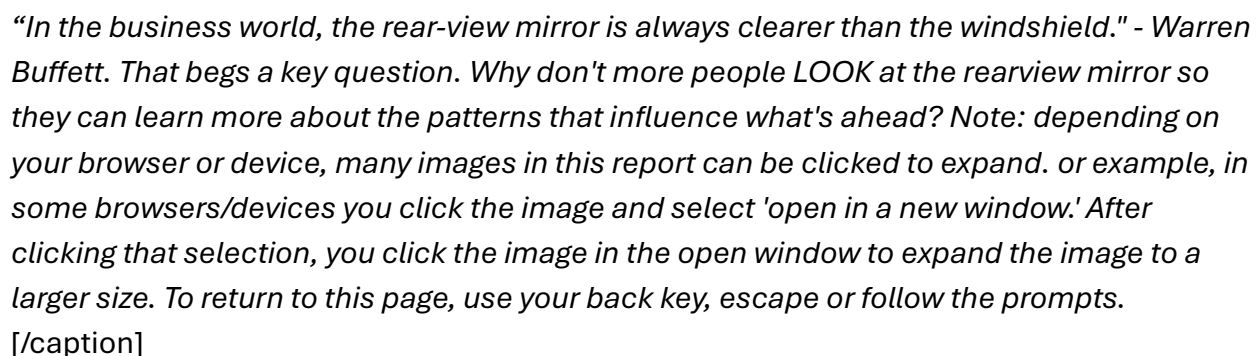 “In the business world, the rear-view mirror is always clearer than the windshield." - Warren
Buffett. That begs a key question. Why don't more people LOOK at the rearview mirror so
they can learn more about the patterns that influence what's ahead? Note: depending on
your browser or device, many images in this report can be clicked to expand. or example, in
some browsers/devices you click the image and select 'open in a new window.' After
clicking that selection, you click the image in the open window to expand the image to a
larger size. To return to this page, use your back key, escape or follow the prompts.
[/caption]